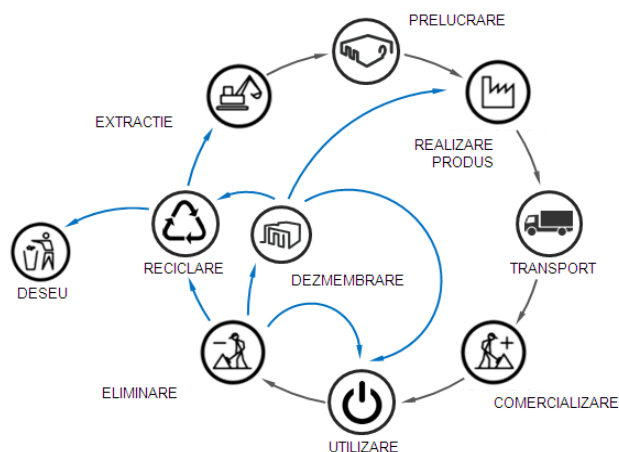 PRELUCRARE
EXTRACTIE
REALIZARE
PRODUS
RECICLARE
DEZMEMBRARE
TRANSPORT
DESEU
ELIMINARE
COMERCIALIZARE
UTILIZARE